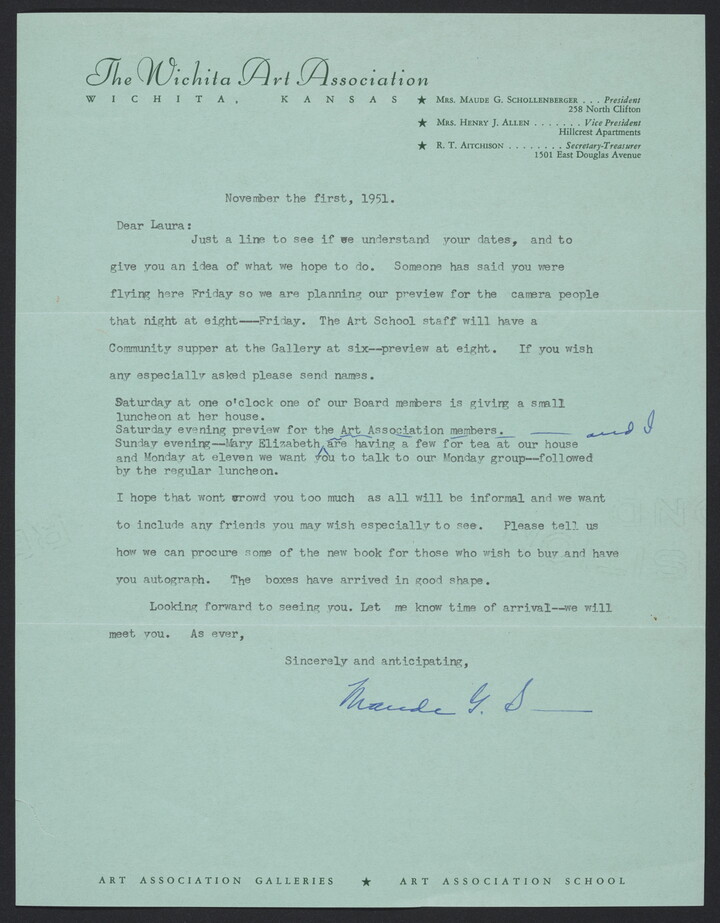 The Wichita Art Association
WICHITA, KANSAS ★ MRS. MAUDE G. SCHOLLENBERGER . . . President
258 North Clifton
★ MRS. HENRY J. ALLEN . . . . . . . Vice President
Hillcrest Apartments
★ R. T. AITCHISON . . . . . . . . Secretary-Treasurer
1501 East Douglas Avenue
November the first, 1951.
Dear Laura:
Just a line to see if we understand your dates, and to
give you an idea of what we hope to do. Someone has said you were
flying here Friday so we are planning our preview for the camera people
that night at eight---Friday. The Art School staff will have a
Community supper at the Gallery at six--preview at eight. If you wish
any especially asked please send names.
Saturday at one o'clock one of our Board members is giving a small
luncheon at her house.
Saturday evening preview for the Art Association members. and I
Sunday evening--Mary Elizabeth are having a few for tea at our house
and Monday at eleven we want you to talk to our Monday group--followed
by the regular luncheon.
I hope that wont crowd you too much as all will be informal and we want
to include any friends you may wish especially to see. Please tell us
how we can procure some of the new book for those who wish to buy and have
you autograph. The boxes have arrived in good shape.
Looking forward to seeing you. Let me know time of arrival--we will
meet you. As ever,
Sincerely and anticipating,
Maude G. S
ART ASSOCIATION GALLERIES ★ ART ASSOCIATION SCHOOL